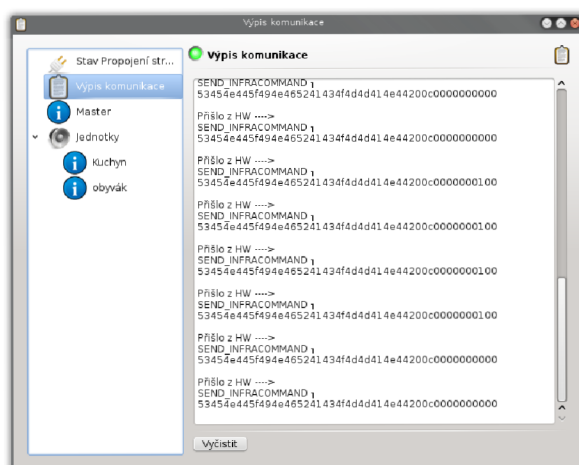 Výpis komunikace
Stav Propojení str...
Výpis komunikace
Master
Jednotky
Kuchyn
obyvák
Výpis komunikace
SEND_INFRACOMMAND
53454e445f494e465241434f4d4d414e44200c0000000000
Přišlo z HW ---->
SEND_INFRACOMMAND
53454e445f494e465241434f4d4d414e44200c0000000000
Přišlo z HW ---->
SEND_INFRACOMMAND
53454e445f494e465241434f4d4d414e44200c0000000100
Přišlo z HW ---->
SEND_INFRACOMMAND
53454e445f494e465241434f4d4d414e44200c0000000100
Přišlo z HW ---->
SEND_INFRACOMMAND
53454e445f494e465241434f4d4d414e44200c0000000100
Přišlo z HW ---->
SEND_INFRACOMMAND
53454e445f494e465241434f4d4d414e44200c0000000100
Přišlo z HW ---->
SEND_INFRACOMMAND
53454e445f494e465241434f4d4d414e44200c0000000000
Přišlo z HW ---->
SEND_INFRACOMMAND
53454e445f494e465241434f4d4d414e44200c0000000000
Vyčistit